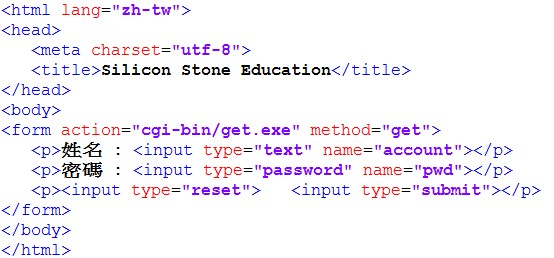 <html lang="zh-tw">
<head>
<meta charset="utf-8">
<title>Silicon Stone Education</title>
</head>
<body>
<form action="cgi-bin/get.exe" method="get">
<p>姓名 : <input type="text" name="account"></p>
<p>密碼 : <input type="password" name="pwd"></p>
<p><input type="reset">   <input type="submit"></p>
</form>
</body>
</html>